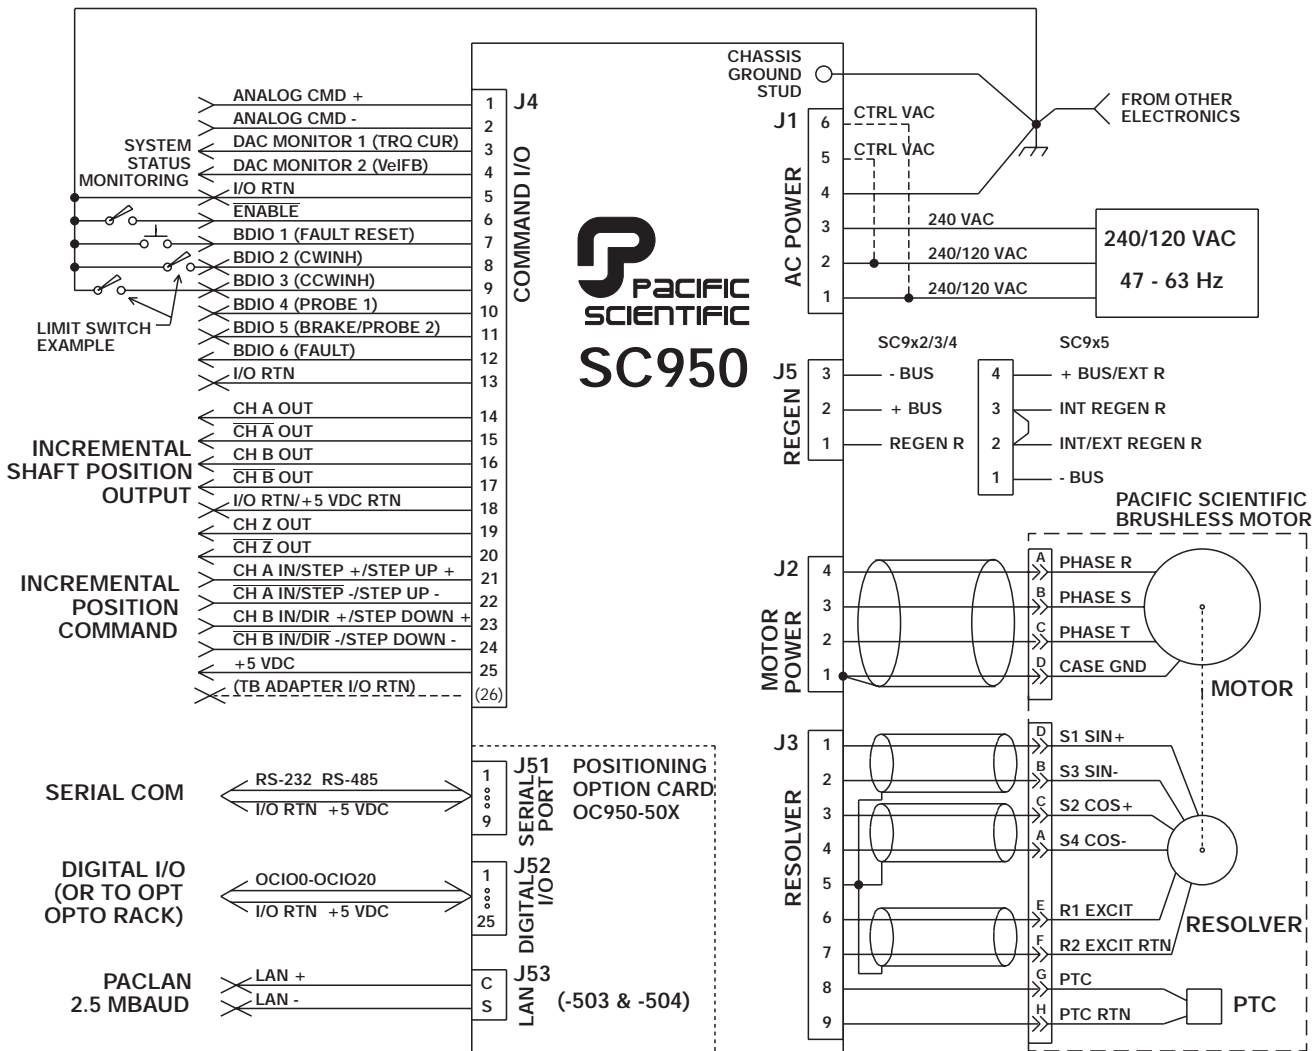 CHASSIS
GROUND
STUD
FROM OTHER
ELECTRONICS
J4
COMMAND I/O
ANALOG CMD +
1
ANALOG CMD -
2
SYSTEM
STATUS
MONITORING
DAC MONITOR 1 (TRQ CUR)
3
DAC MONITOR 2 (VelFB)
4
I/O RTN
5
ENABLE
6
BDIO 1 (FAULT RESET)
7
BDIO 2 (CWINH)
8
BDIO 3 (CCWINH)
9
BDIO 4 (PROBE 1)
10
LIMIT SWITCH
EXAMPLE
BDIO 5 (BRAKE/PROBE 2)
11
BDIO 6 (FAULT)
12
I/O RTN
13
INCREMENTAL
SHAFT POSITION
OUTPUT
CH A OUT
14
CH A OUT
15
CH B OUT
16
CH B OUT
17
I/O RTN/+5 VDC RTN
18
CH Z OUT
19
CH Z OUT
20
INCREMENTAL
POSITION
COMMAND
CH A IN/STEP +/STEP UP +
21
CH A IN/STEP -/STEP UP -
22
CH B IN/DIR +/STEP DOWN +
23
CH B IN/DIR -/STEP DOWN -
24
+5 VDC
25
(TB ADAPTER I/O RTN)
(26)
PACIFIC
SCIENTIFIC
SC950
J1
AC POWER
6 CTRL VAC
5 CTRL VAC
4
3 240 VAC
2 240/120 VAC
1 240/120 VAC
240/120 VAC
47 - 63 Hz
J5
REGEN
SC9x2/3/4
3 - BUS
2 + BUS
1 REGEN R
SC9x5
4 + BUS/EXT R
3 INT REGEN R
2 INT/EXT REGEN R
1 - BUS
PACIFIC SCIENTIFIC
BRUSHLESS MOTOR
J2
MOTOR
POWER
4 A PHASE R
3 B PHASE S
2 C PHASE T
1 D CASE GND
MOTOR
J3
RESOLVER
1 D S1 SIN+
2 B S3 SIN-
3 C S2 COS+
4 A S4 COS-
5
6 E R1 EXCIT
7 F R2 EXCIT RTN
RESOLVER
8 G PTC
9 H PTC RTN
PTC
SERIAL COM
RS-232 RS-485
I/O RTN +5 VDC
1
9
J51
SERIAL
PORT
POSITIONING
OPTION CARD
OC950-50X
DIGITAL I/O
(OR TO OPT
OPTO RACK)
OCIO0-OCIO20
I/O RTN +5 VDC
1
25
J52
DIGITAL
I/O
PACLAN
2.5 MBAUD
LAN +
LAN -
C
S
J53
LAN
(-503 & -504)